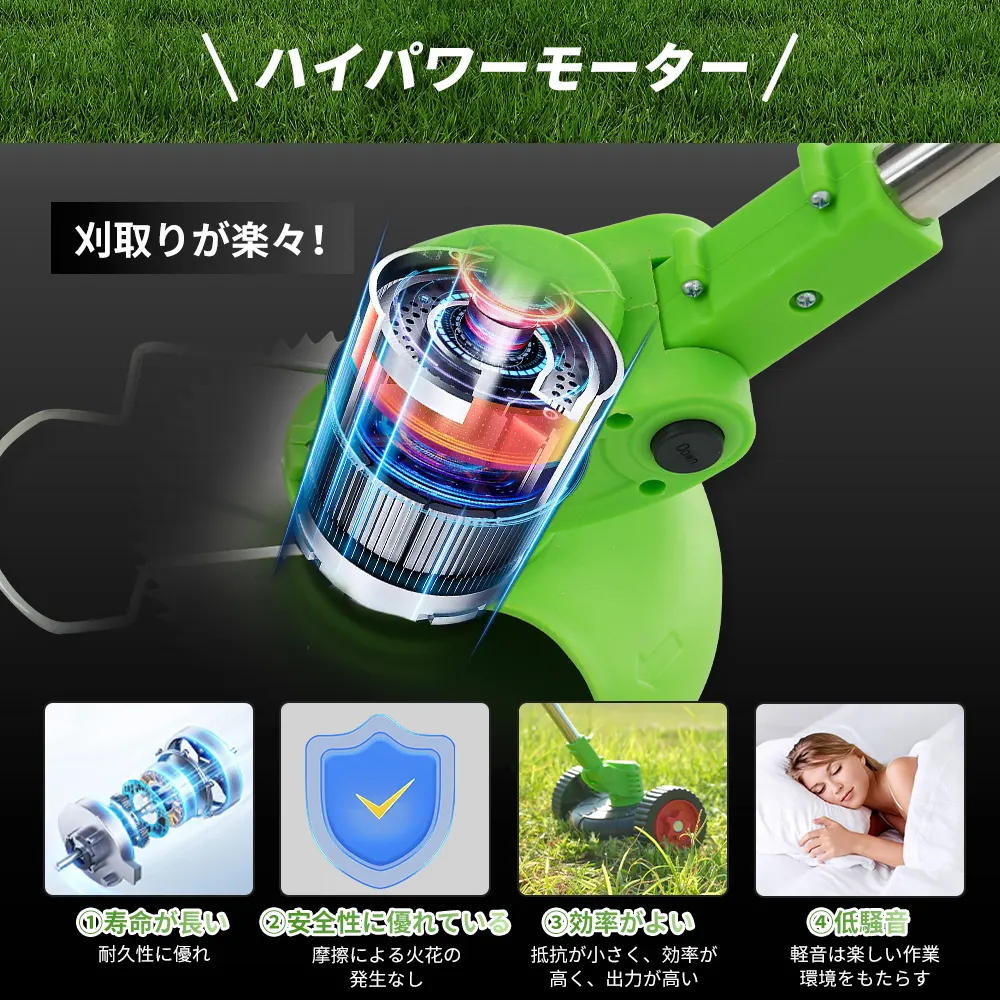 ハイパワーモーター
刈取りが楽々!
Down
①寿命が長い
耐久性に優れ
②安全性に優れている
摩擦による火花の
発生なし
③効率がよい
抵抗が小さく、効率が
高く、出力が高い
④低騒音
軽音は楽しい作業
環境をもたらす